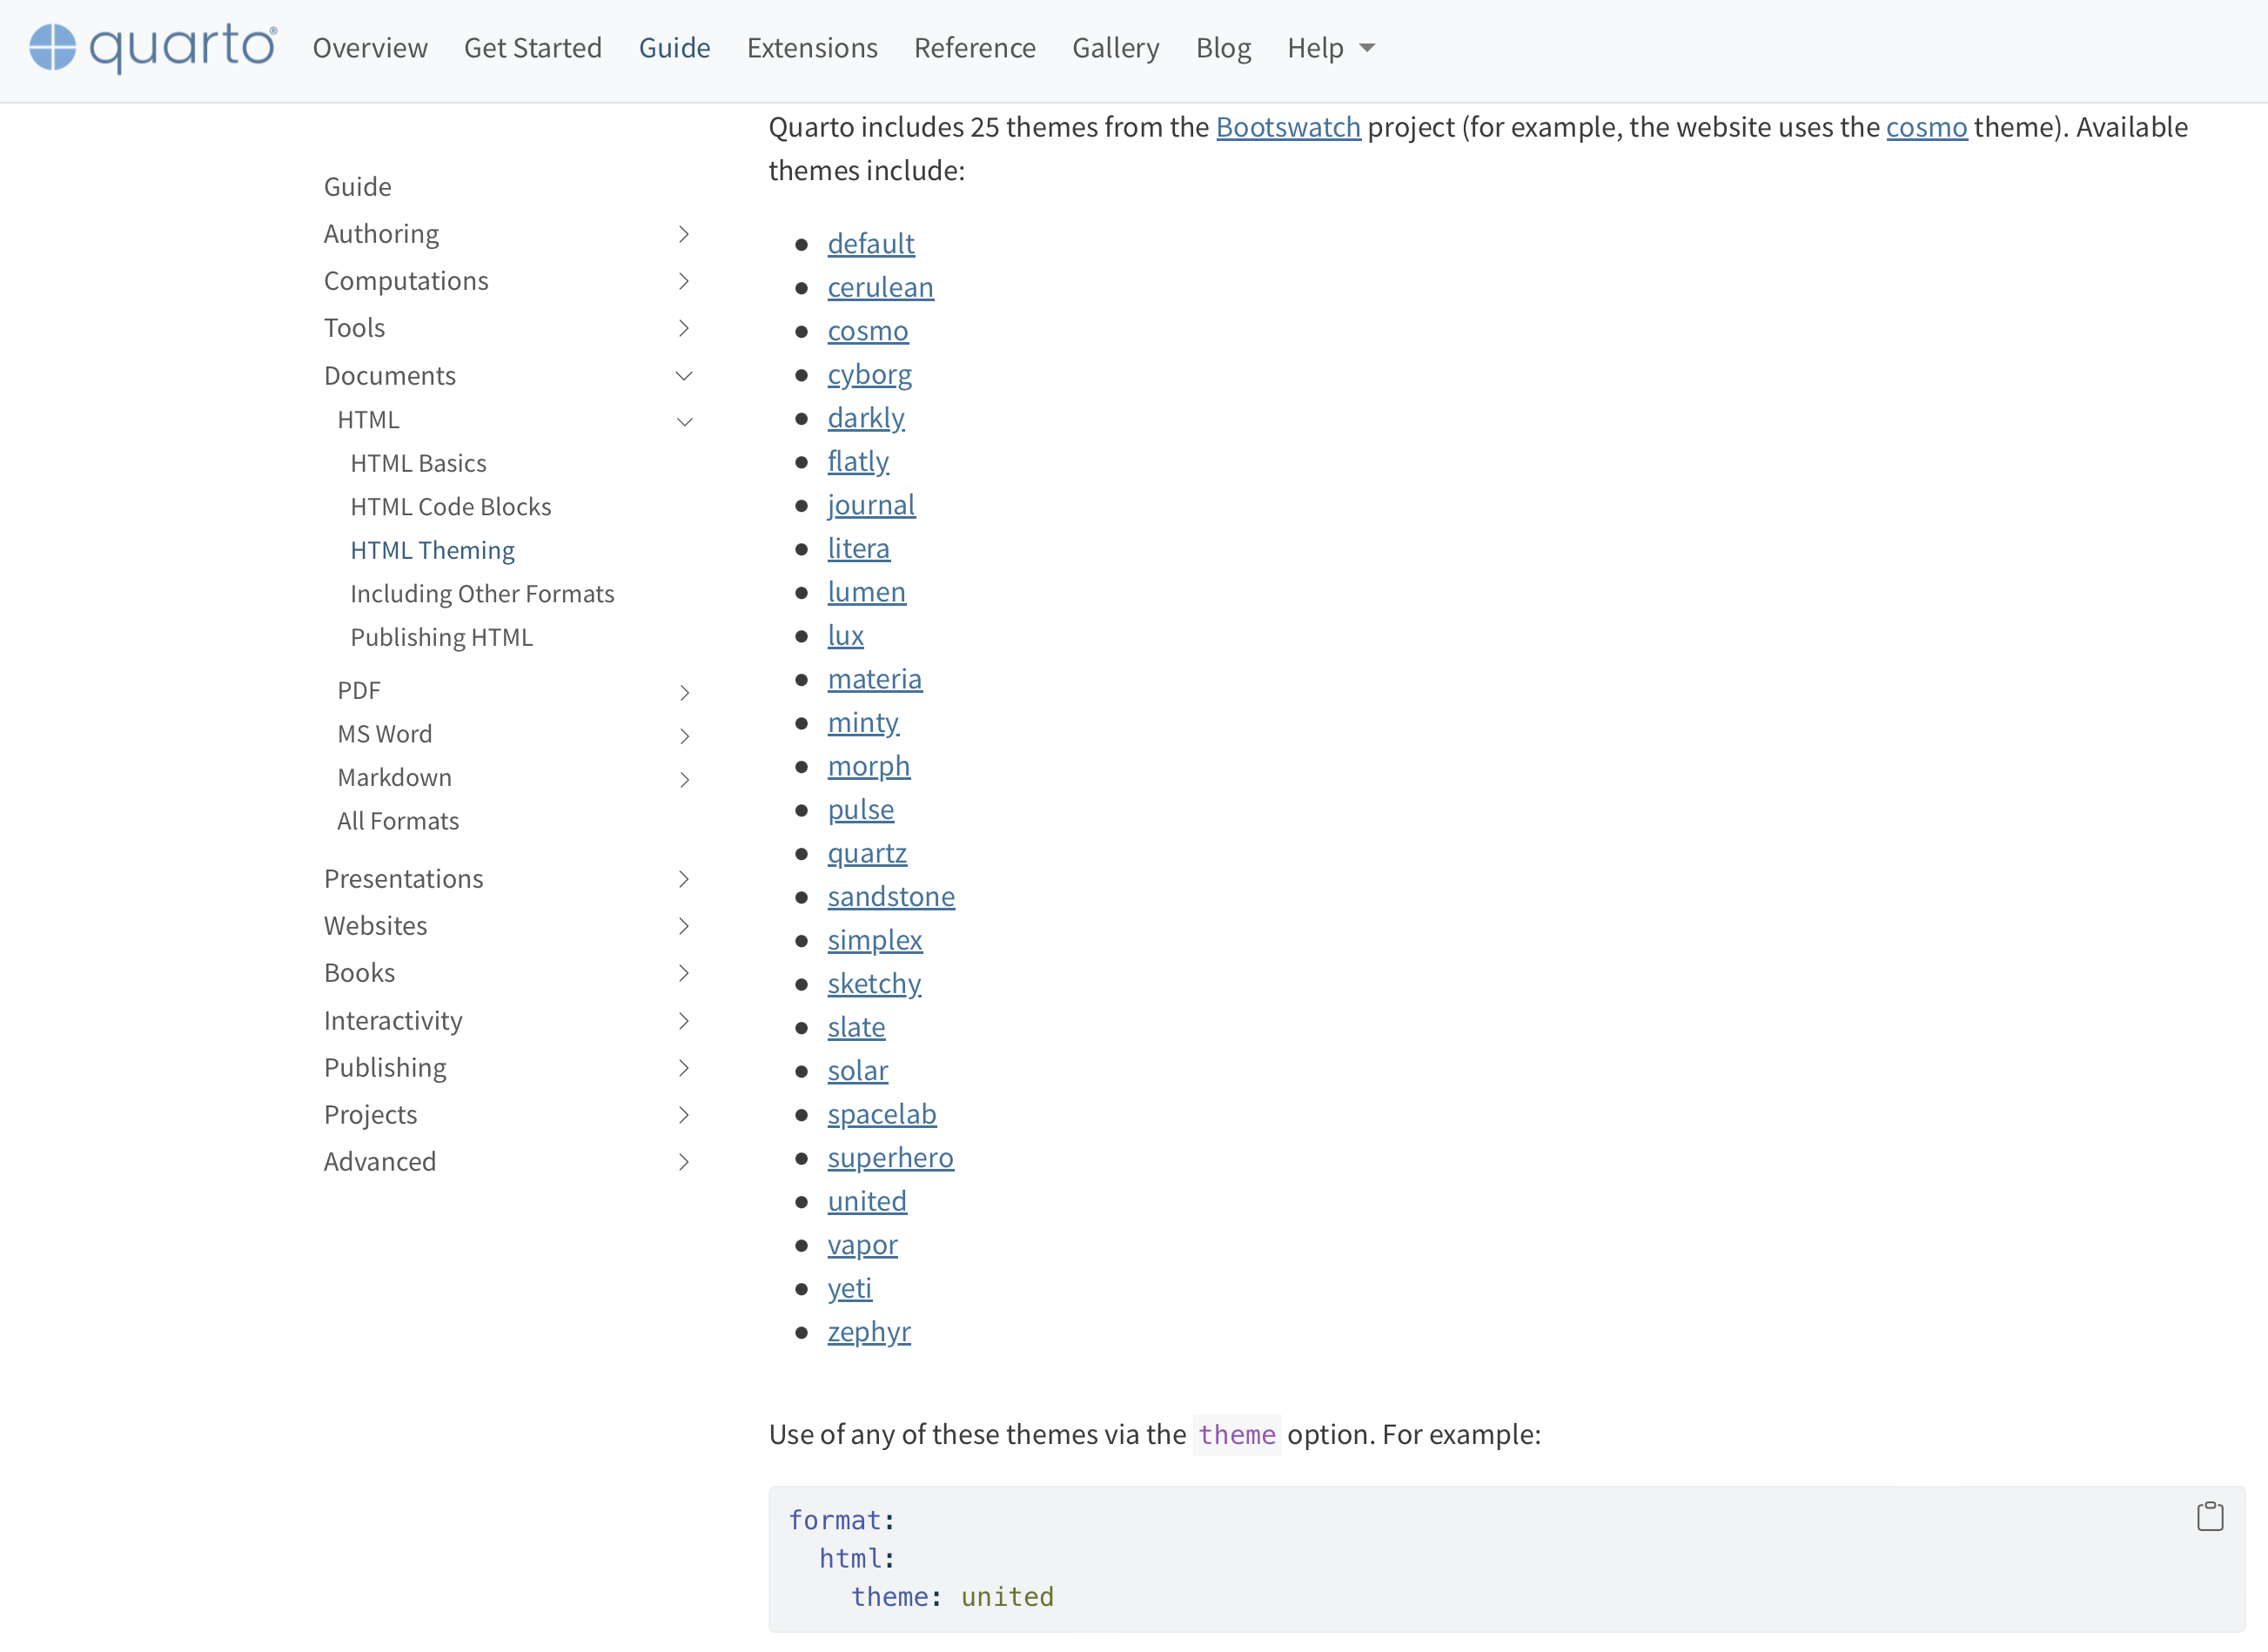 quarto®
Overview Get Started Guide Extensions Reference Gallery Blog Help
Guide
Authoring
Computations
Tools
Documents
HTML
HTML Basics
HTML Code Blocks
HTML Theming
Including Other Formats
Publishing HTML
PDF
MS Word
Markdown
All Formats
Presentations
Websites
Books
Interactivity
Publishing
Projects
Advanced
Quarto includes 25 themes from the Bootswatch project (for example, the website uses the cosmo theme). Available
themes include:
• default
• cerulean
• cosmo
• cyborg
• darkly
• flatly
• journal
• litera
• lumen
• lux
• materia
• minty
• morph
• pulse
• quartz
• sandstone
• simplex
• sketchy
• slate
• solar
• spacelab
• superhero
• united
• vapor
• yeti
• zephyr
Use of any of these themes via the theme option. For example:
format:
  html:
    theme: united